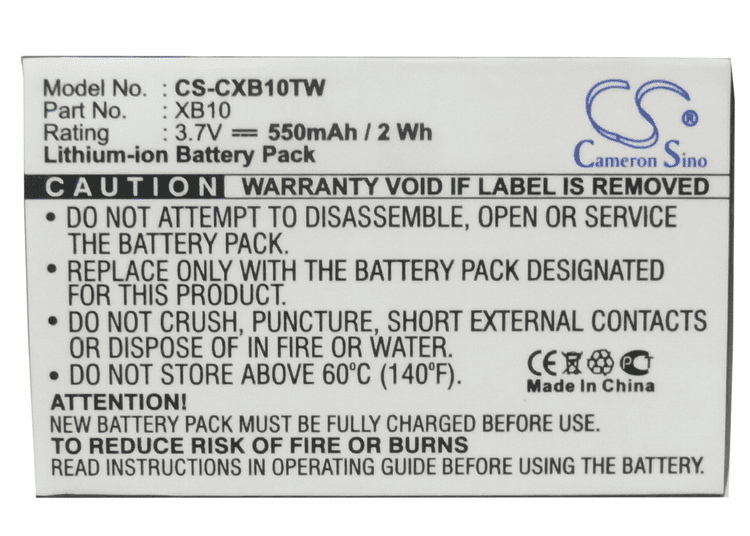 Model No. : CS-CXB10TW
Part No. : XB10
Rating : 3.7V 550mAh / 2 Wh
Lithium-ion Battery Pack
CS ®
Cameron Sino
CAUTION WARRANTY VOID IF LABEL IS REMOVED
• DO NOT ATTEMPT TO DISASSEMBLE, OPEN OR SERVICE
THE BATTERY PACK.
• REPLACE ONLY WITH THE BATTERY PACK DESIGNATED
FOR THIS PRODUCT.
• DO NOT CRUSH, PUNCTURE, SHORT EXTERNAL CONTACTS
OR DISPOSE OF IN FIRE OR WATER.
• DO NOT STORE ABOVE 60°C (140°F).
CE
Made In China
ATTENTION!
NEW BATTERY PACK MUST BE FULLY CHARGED BEFORE USE.
TO REDUCE RISK OF FIRE OR BURNS
READ INSTRUCTIONS IN OPERATING GUIDE BEFORE USING THE BATTERY.